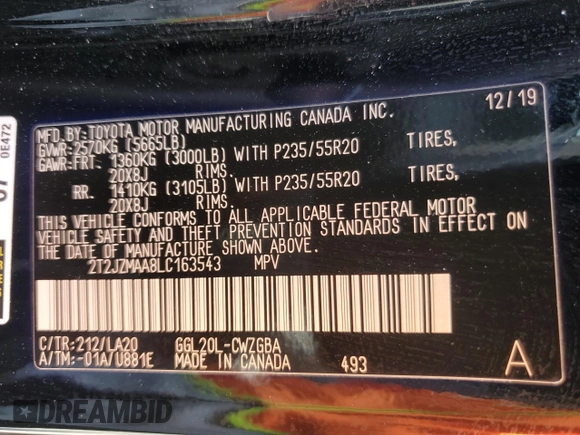 MFD.BY:TOYOTA MOTOR MANUFACTURING CANADA INC. 12/19
GVWR:2570KG (5665LB)
GAWR:FRT. 1360KG (3000LB) WITH P235/55R20 TIRES,
20X8J RIMS.
RR. 1410KG (3105LB) WITH P235/55R20 TIRES,
20X8J RIMS.
THIS VEHICLE CONFORMS TO ALL APPLICABLE FEDERAL MOTOR
VEHICLE SAFETY AND THEFT PREVENTION STANDARDS IN EFFECT ON
THE DATE OF MANUFACTURE SHOWN ABOVE.
2T2JZMAA8LC163543 MPV
C/TR:212/LA20 GGL20L-CWZGBA
A/TM:-01A/U881E MADE IN CANADA 493 A
0E472
DREAMBID